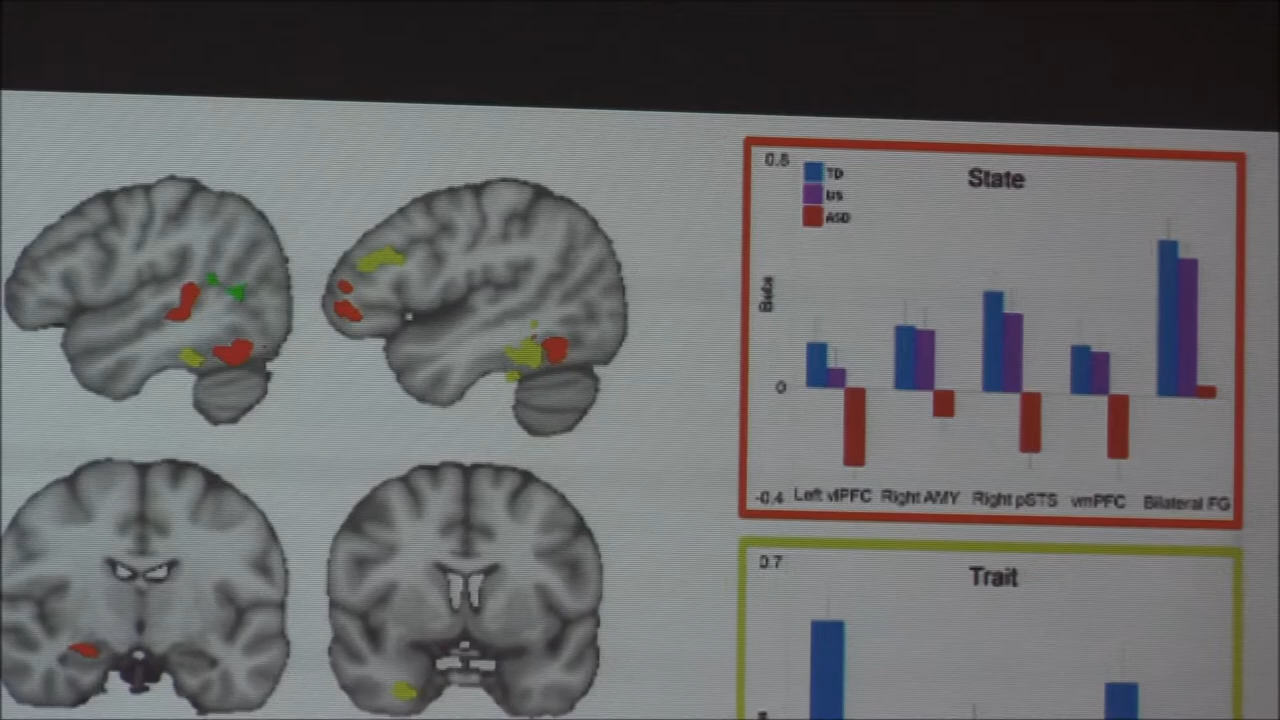 0.8
State
TD
US
ASD
Beta
0
-0.4
Left vlPFC Right AMY Right pSTS vmPFC Bilateral FG
0.7
Trait